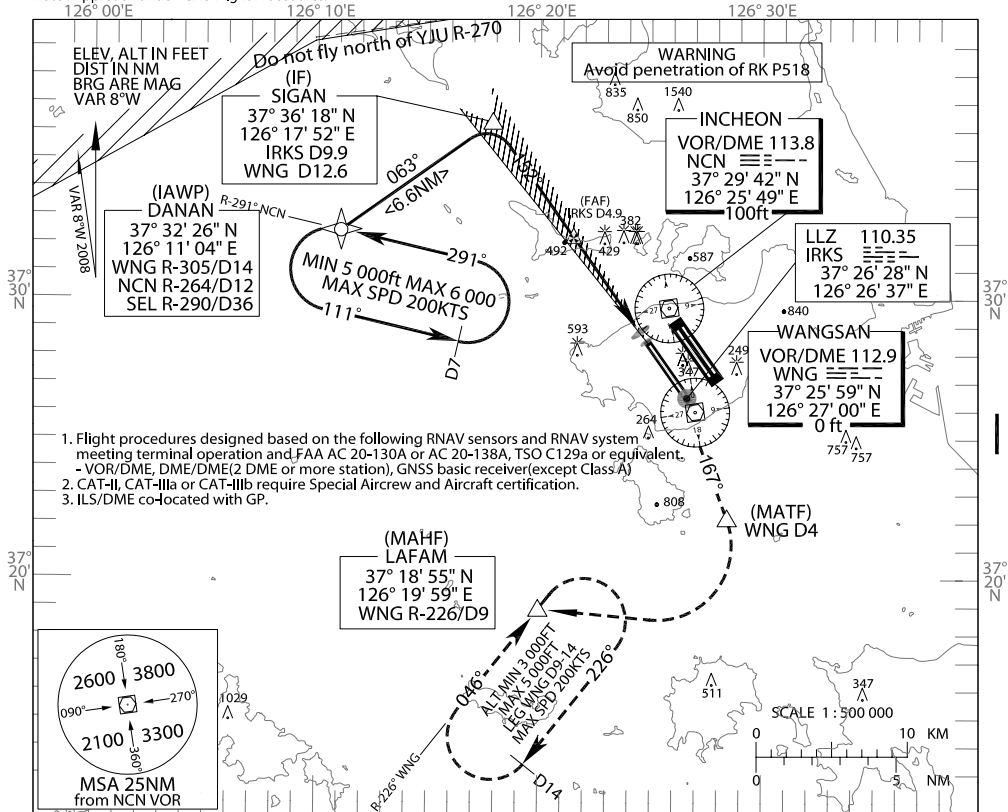 126° 00'E
126° 10'E
126° 20'E
126° 30'E
ELEV, ALT IN FEET
DIST IN NM
BRG ARE MAG
VAR 8°W
VAR 8°W 2008
Do not fly north of YJU R-270
WARNING
Avoid penetration of RK P518
835
850
1540
(IF)
SIGAN
37° 36' 18" N
126° 17' 52" E
IRKS D9.9
WNG D12.6
INCHEON
VOR/DME 113.8
NCN
37° 29' 42" N
126° 25' 49" E
100ft
063°
<6.6NM>
(IAWP)
DANAN
37° 32' 26" N
126° 11' 04" E
WNG R-305/D14
NCN R-264/D12
SEL R-290/D36
R-291° NCN
(FAF)
IRKS D4.9
382
492
429
587
LLZ 110.35
IRKS
37° 26' 28" N
126° 26' 37" E
291°
MIN 5 000ft MAX 6 000
MAX SPD 200KTS
111°
D7
37°
30'
N
37°
30'
N
840
593
249
347
WANGSAN
VOR/DME 112.9
WNG
37° 25' 59" N
126° 27' 00" E
0 ft
27
9
27
9
18
264
757
757
1. Flight procedures designed based on the following RNAV sensors and RNAV system
meeting terminal operation and FAA AC 20-130A or AC 20-138A, TSO C129a or equivalent.
- VOR/DME, DME/DME(2 DME or more station), GNSS basic receiver(except Class A)
2. CAT-II, CAT-IIIa or CAT-IIIb require Special Aircrew and Aircraft certification.
3. ILS/DME co-located with GP.
167°
808
(MATF)
WNG D4
(MAHF)
LAFAM
37° 18' 55" N
126° 19' 59" E
WNG R-226/D9
37°
20'
N
37°
20'
N
046°
ALT MIN 3 000FT
MAX 5 000FT
LEG WNG D9-14
MAX SPD 200KTS
226°
D14
R-226° WNG
180°
2600
3800
090°
270°
2100
3300
360°
MSA 25NM
from NCN VOR
1029
511
347
SCALE 1 : 500 000
0
10 KM
0
5 NM